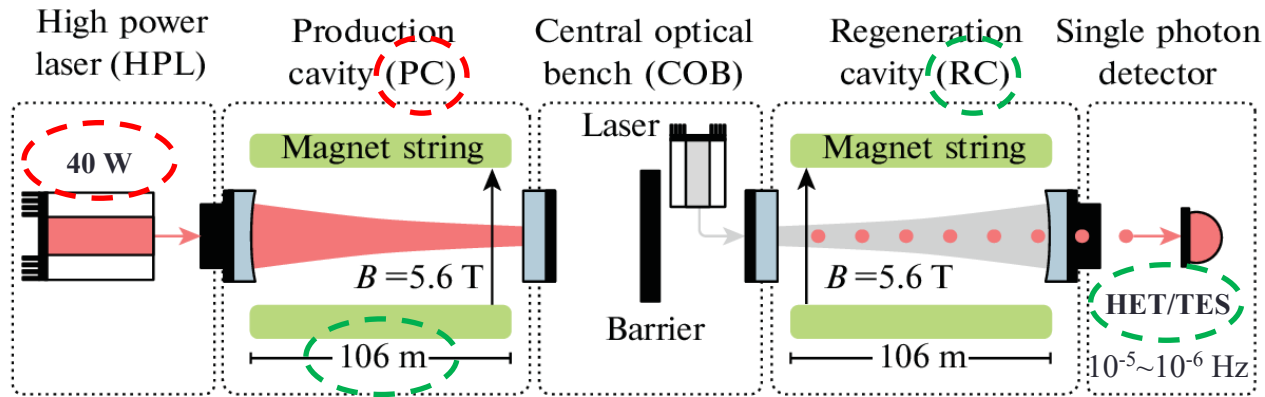 High power
laser (HPL)
Production
cavity (PC)
Central optical
bench (COB)
Regeneration
cavity (RC)
Single photon
detector
40 W
Magnet string
B =5.6 T
106 m
Laser
Barrier
Magnet string
B =5.6 T
106 m
HET/TES
10⁻⁵~10⁻⁶ Hz